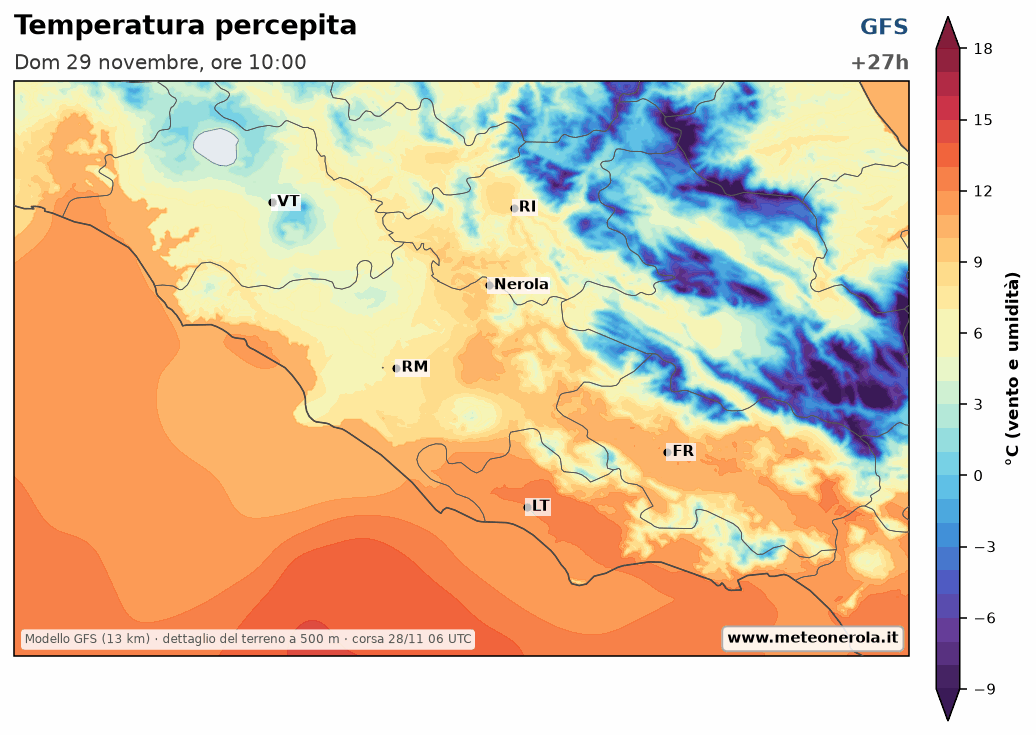 Temperatura percepita
GFS
Dom 29 novembre, ore 10:00
+27h
18
15
12
9
6
3
0
−3
−6
−9
°C (vento e umidità)
VT
RI
Nerola
RM
FR
LT
Modello GFS (13 km) · dettaglio del terreno a 500 m · corsa 28/11 06 UTC
www.meteonerola.it